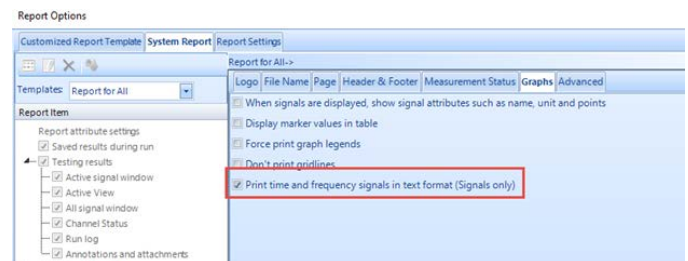 Report Options
Customized Report Template System Report Report Settings
Report for All->
Templates: Report for All
Logo File Name Page Header & Footer Measurement Status Graphs Advanced
When signals are displayed, show signal attributes such as name, unit and points
Report Item
Display marker values in table
Report attribute settings
Force print graph legends
Saved results during run
Testing results
Don't print gridlines
Active signal window
Print time and frequency signals in text format (Signals only)
Active View
All signal window
Channel Status
Run log
Annotations and attachments